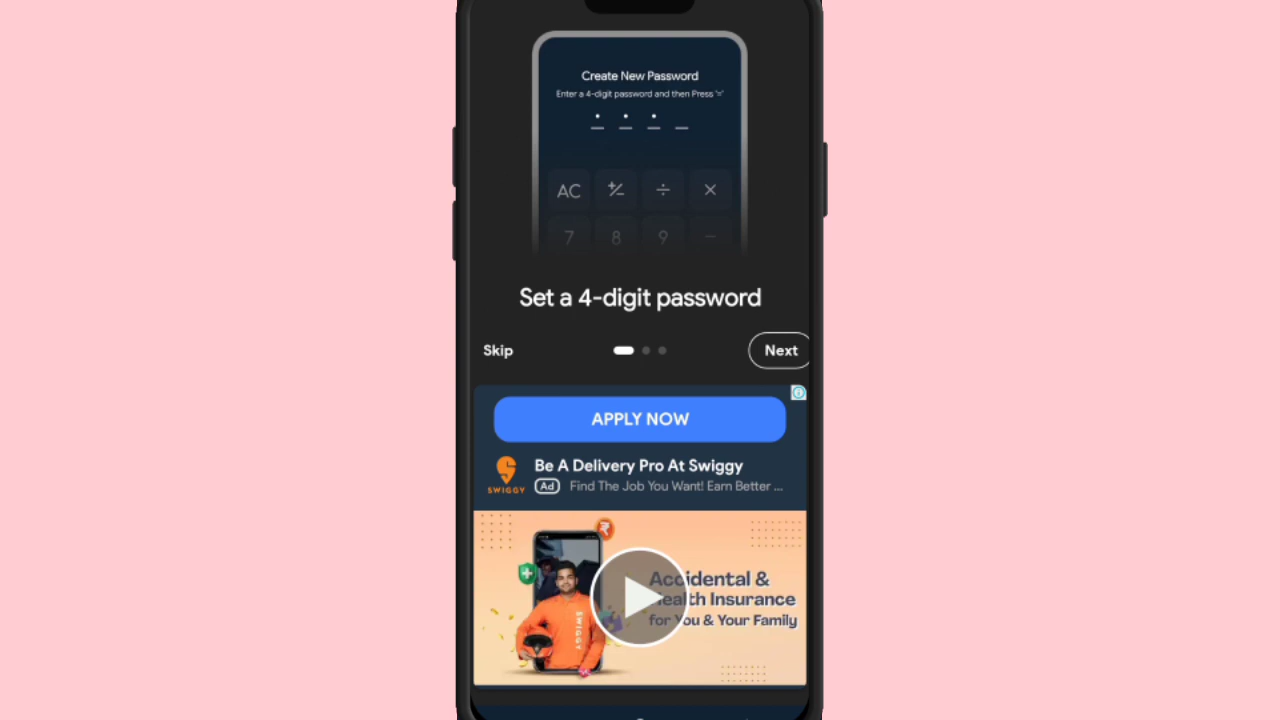 Create New Password
Enter a 4-digit password and then Press '='
AC +/- ÷ ×
7 8 9 −
Set a 4-digit password
Skip
Next
APPLY NOW
Be A Delivery Pro At Swiggy
SWIGGY
Ad Find The Job You Want! Earn Better ...
₹
Accidental &
Health Insurance
for You & Your Family
SWIGGY